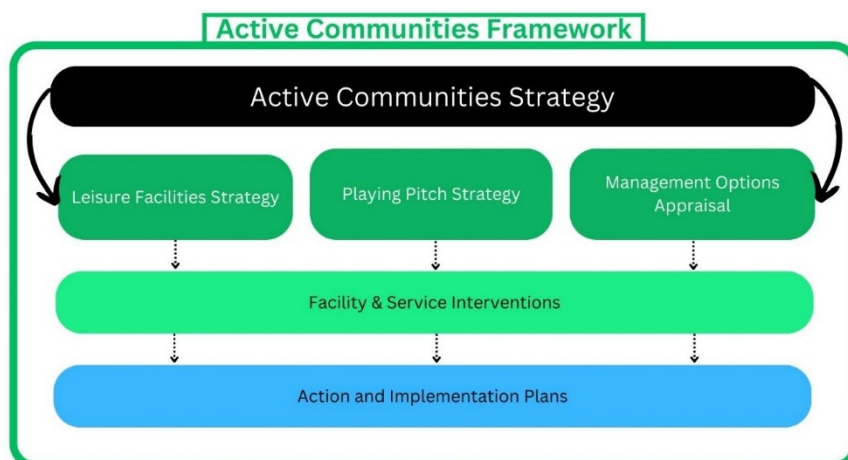 Active Communities Framework
Active Communities Strategy
Leisure Facilities Strategy
Playing Pitch Strategy
Management Options
Appraisal
Facility & Service Interventions
Action and Implementation Plans